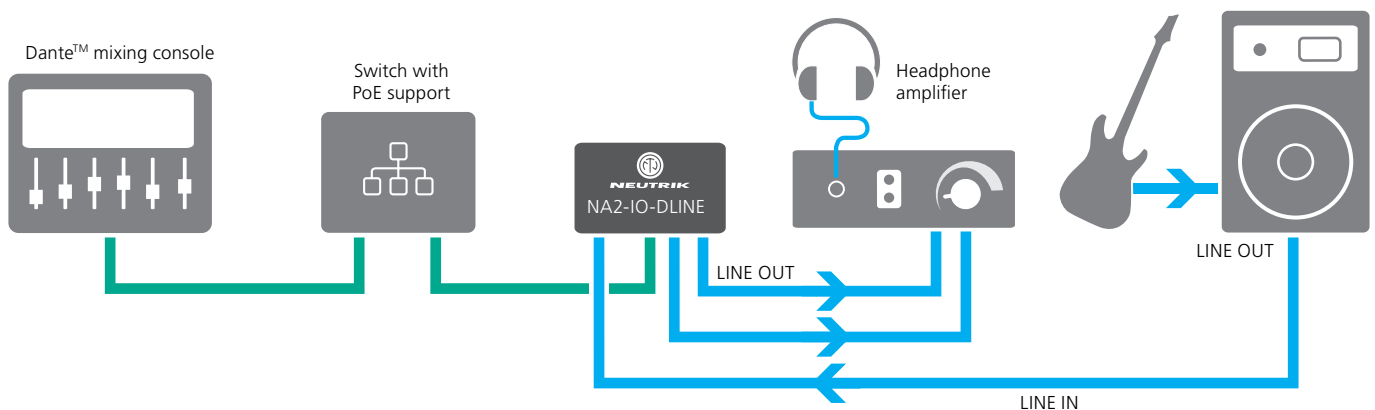 Dante™ mixing console
Switch with
PoE support
NEUTRIK
NA2-IO-DLINE
Headphone
amplifier
LINE OUT
LINE OUT
LINE IN